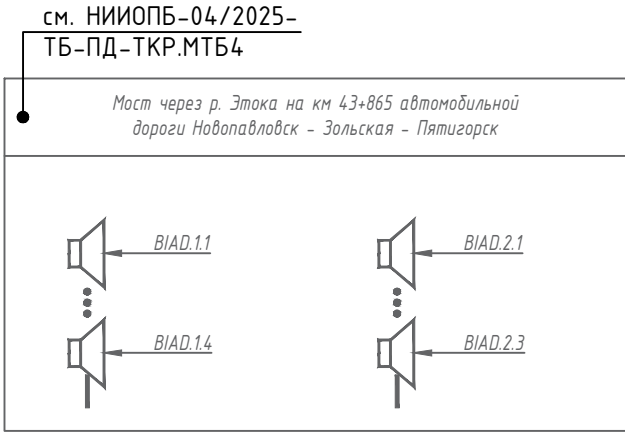 см. НИИОПБ-04/2025-
ТБ-ПД-ТКР.МТБ4
Мост через р. Этока на км 43+865 автомобильной
дороги Новопавловск - Зольская - Пятигорск
BIAD.1.1
BIAD.2.1
BIAD.1.4
BIAD.2.3